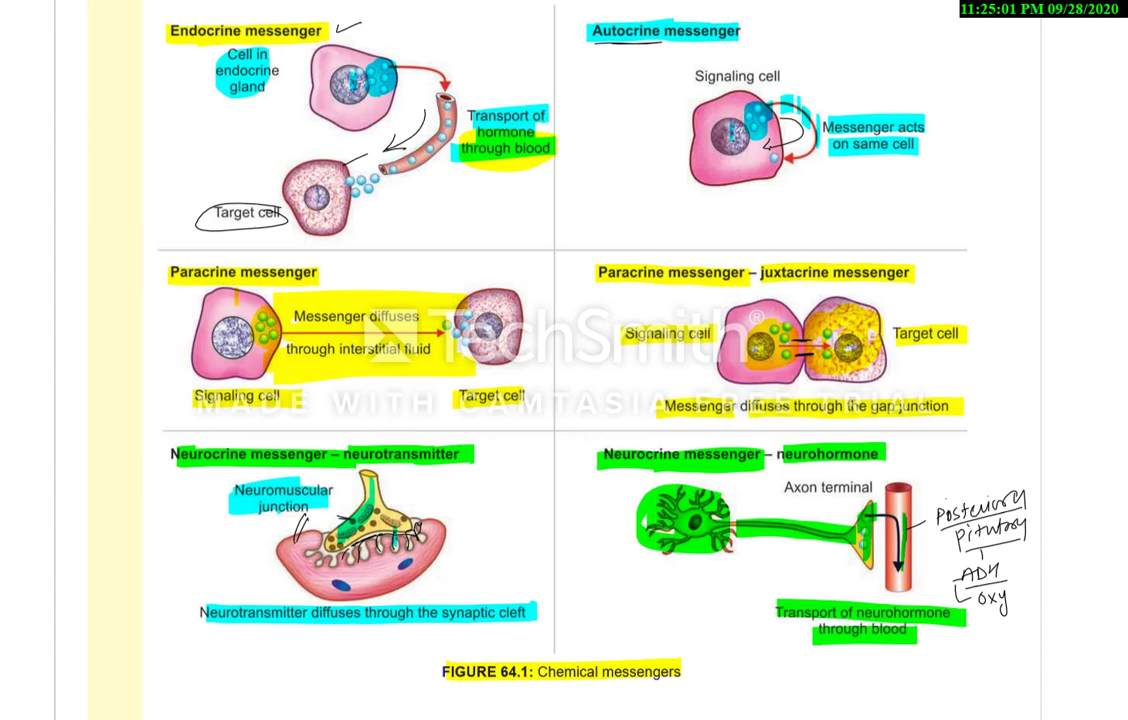 11:25:01 PM 09/28/2020
Endocrine messenger
Cell in
endocrine
gland
Transport of
hormone
through blood
Target cell
Autocrine messenger
Signaling cell
Messenger acts
on same cell
Paracrine messenger
Messenger diffuses
through interstitial fluid
Signaling cell
Target cell
Paracrine messenger – juxtacrine messenger
Signaling cell
Target cell
Messenger diffuses through the gap junction
TechSmith®
MADE WITH CAMTASIA FREE TRIAL
Neurocrine messenger – neurotransmitter
Neuromuscular
junction
Neurotransmitter diffuses through the synaptic cleft
Neurocrine messenger – neurohormone
Axon terminal
Transport of neurohormone
through blood
pituitary
ADH
oxy
FIGURE 64.1: Chemical messengers